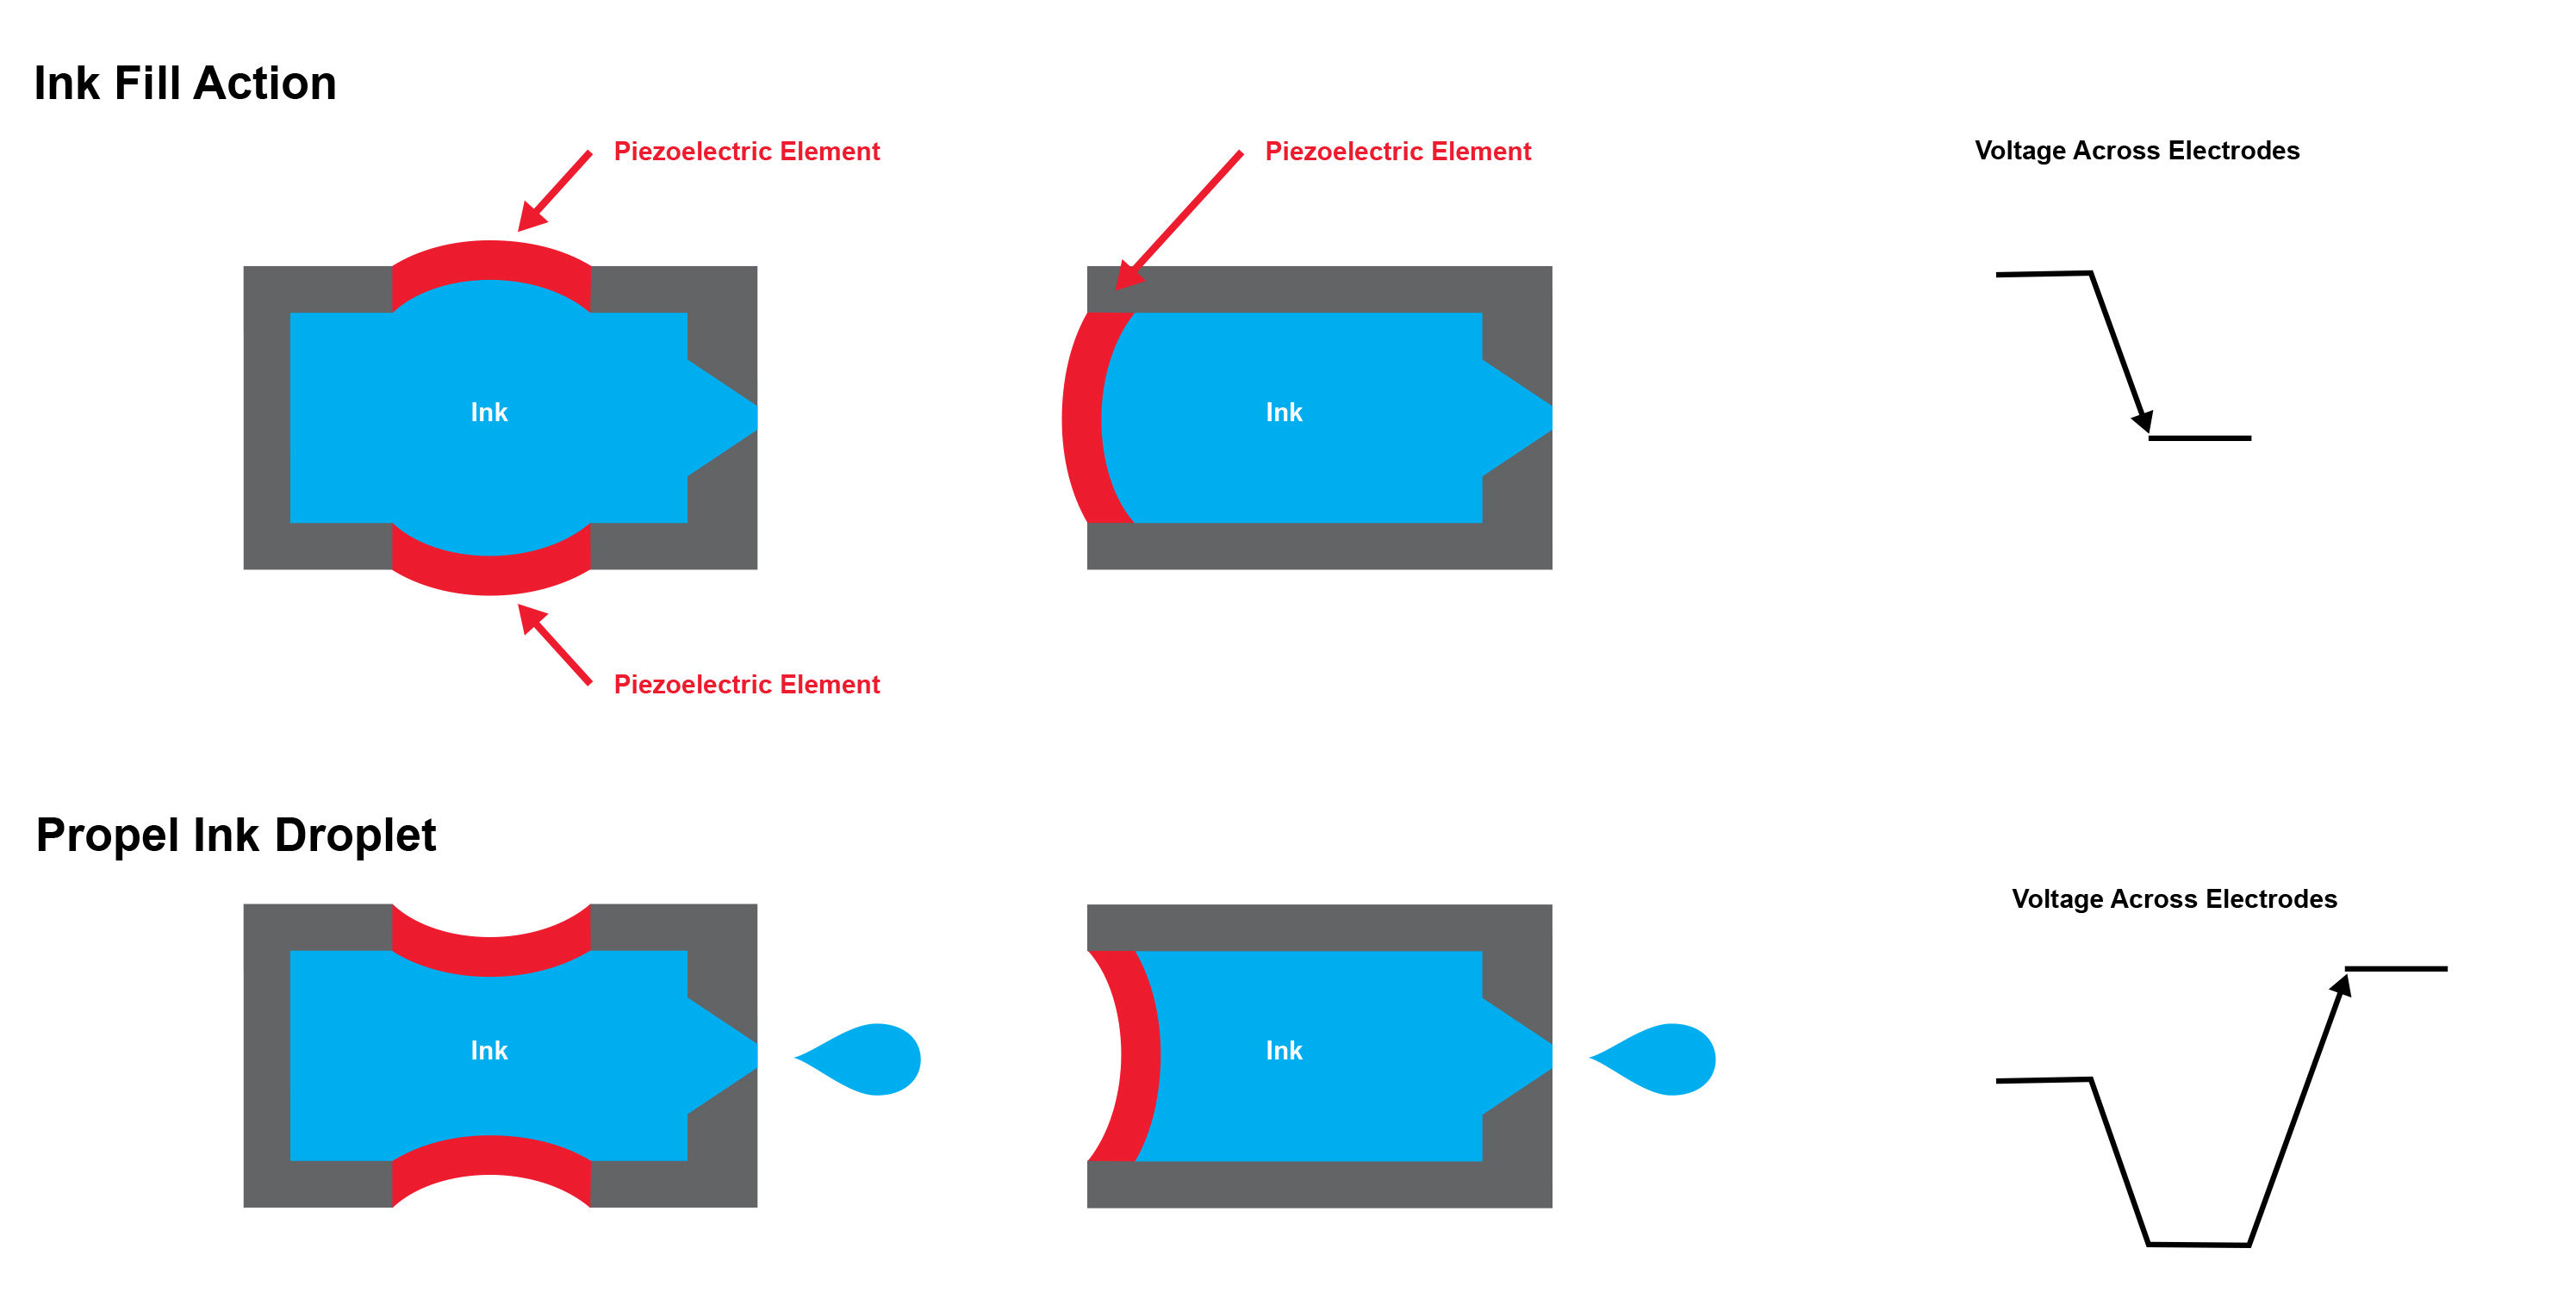 Ink Fill Action
Piezoelectric Element
Piezoelectric Element
Voltage Across Electrodes
Ink
Ink
Piezoelectric Element
Propel Ink Droplet
Voltage Across Electrodes
Ink
Ink